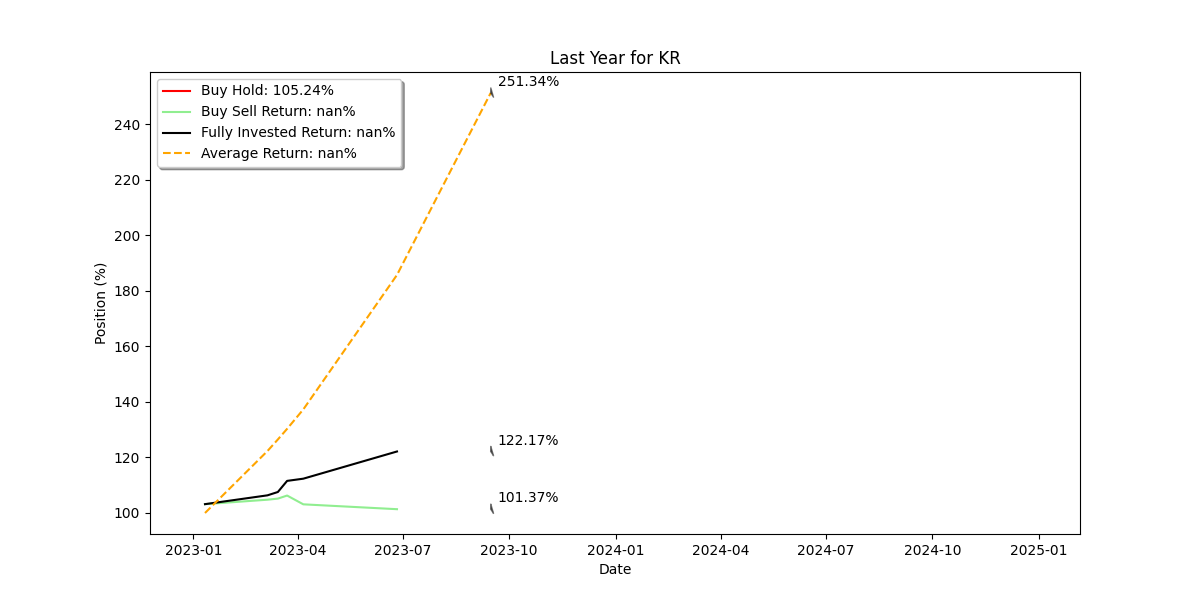 Last Year for KR
Buy Hold: 105.24%
Buy Sell Return: nan%
Fully Invested Return: nan%
Average Return: nan%
251.34%
122.17%
101.37%
Position (%)
240
220
200
180
160
140
120
100
2023-01
2023-04
2023-07
2023-10
2024-01
2024-04
2024-07
2024-10
2025-01
Date